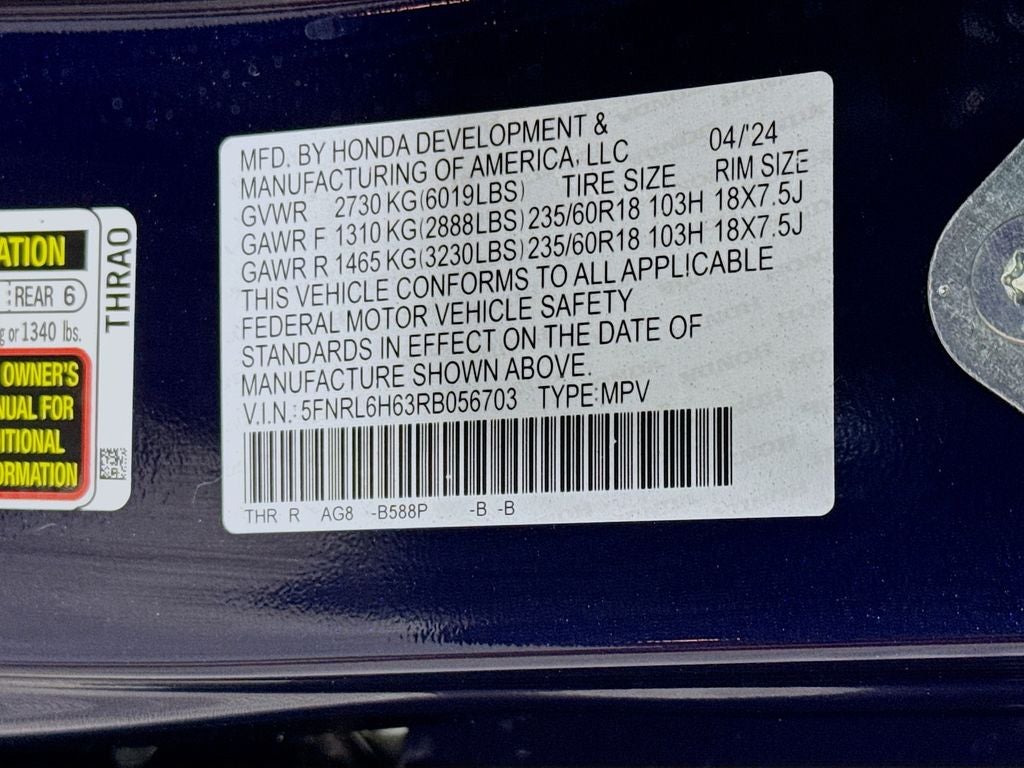 MFD. BY HONDA DEVELOPMENT &
MANUFACTURING OF AMERICA, LLC 04/'24
GVWR 2730 KG(6019LBS) TIRE SIZE RIM SIZE
GAWR F 1310 KG(2888LBS) 235/60R18 103H 18X7.5J
GAWR R 1465 KG(3230LBS) 235/60R18 103H 18X7.5J
THIS VEHICLE CONFORMS TO ALL APPLICABLE
FEDERAL MOTOR VEHICLE SAFETY
STANDARDS IN EFFECT ON THE DATE OF
MANUFACTURE SHOWN ABOVE.
V.I.N.: 5FNRL6H63RB056703 TYPE:MPV
THR R AG8 -B588P -B -B
ATION
REAR 6
g or 1340 lbs.
OWNER'S
NUAL FOR
ITIONAL
ORMATION
THRAO